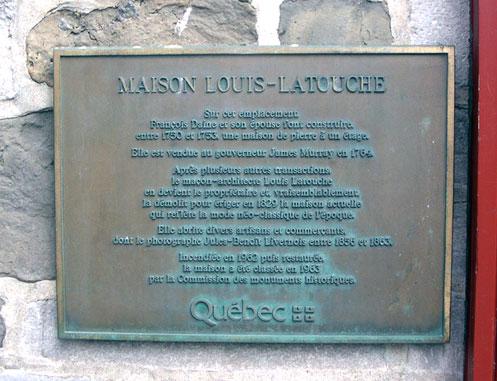 MAISON LOUIS-LATOUCHE
Sur cet emplacement
François Daine et son épouse font construire,
entre 1750 et 1753, une maison de pierre à un étage.
Elle est vendue au gouverneur James Murray en 1764.
Après plusieurs autres transactions,
le maçon-architecte Louis Latouche
en devient le propriétaire et, vraisemblablement,
la démolit pour ériger en 1829 la maison actuelle
qui reflète la mode néo-classique de l'époque.
Elle abrite divers artisans et commerçants,
dont le photographe Jules-Benoît Livernois entre 1856 et 1863.
Incendiée en 1962 puis restaurée,
la maison a été classée en 1963
par la Commission des monuments historiques.
Québec